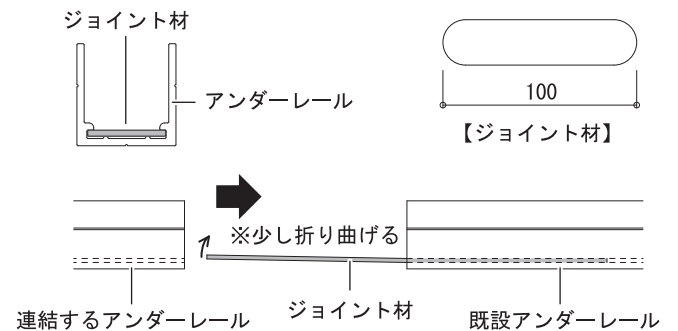 ジョイント材
アンダーレール
100
【ジョイント材】
※少し折り曲げる
連結するアンダーレール
ジョイント材
既設アンダーレール